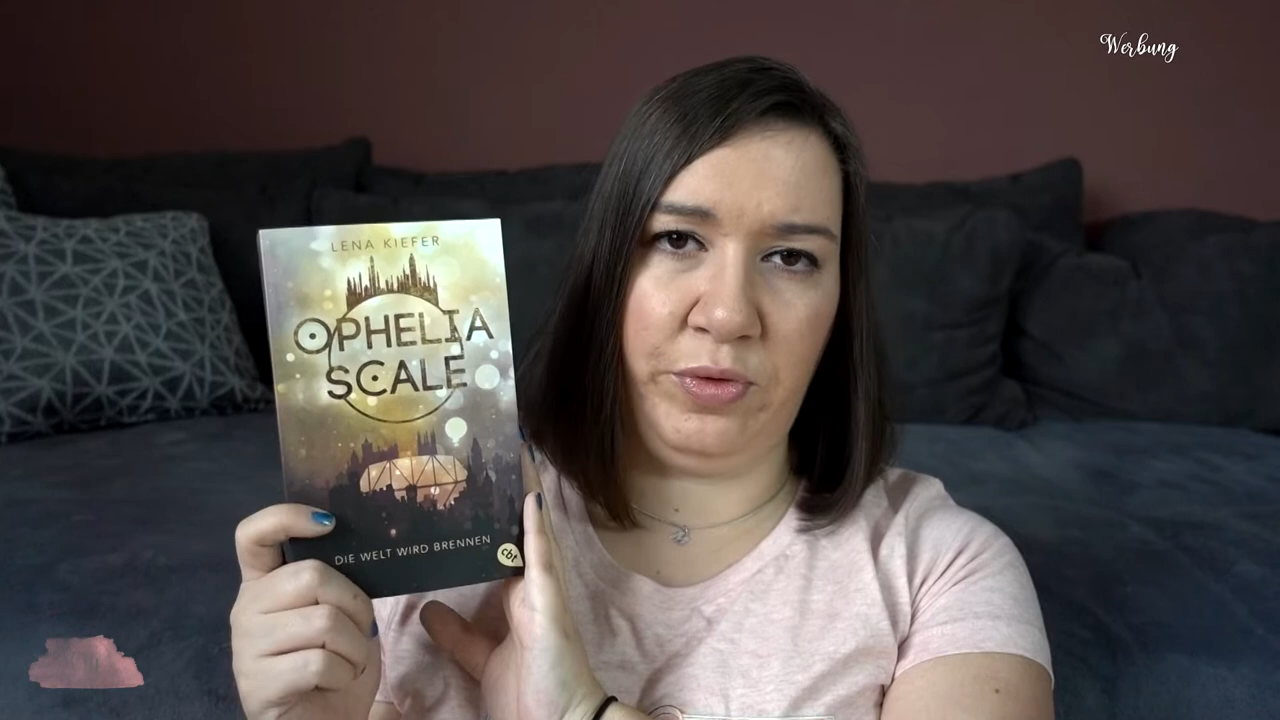 Werbung
LENA KIEFER
OPHELIA
SCALE
DIE WELT WIRD BRENNEN
cbt